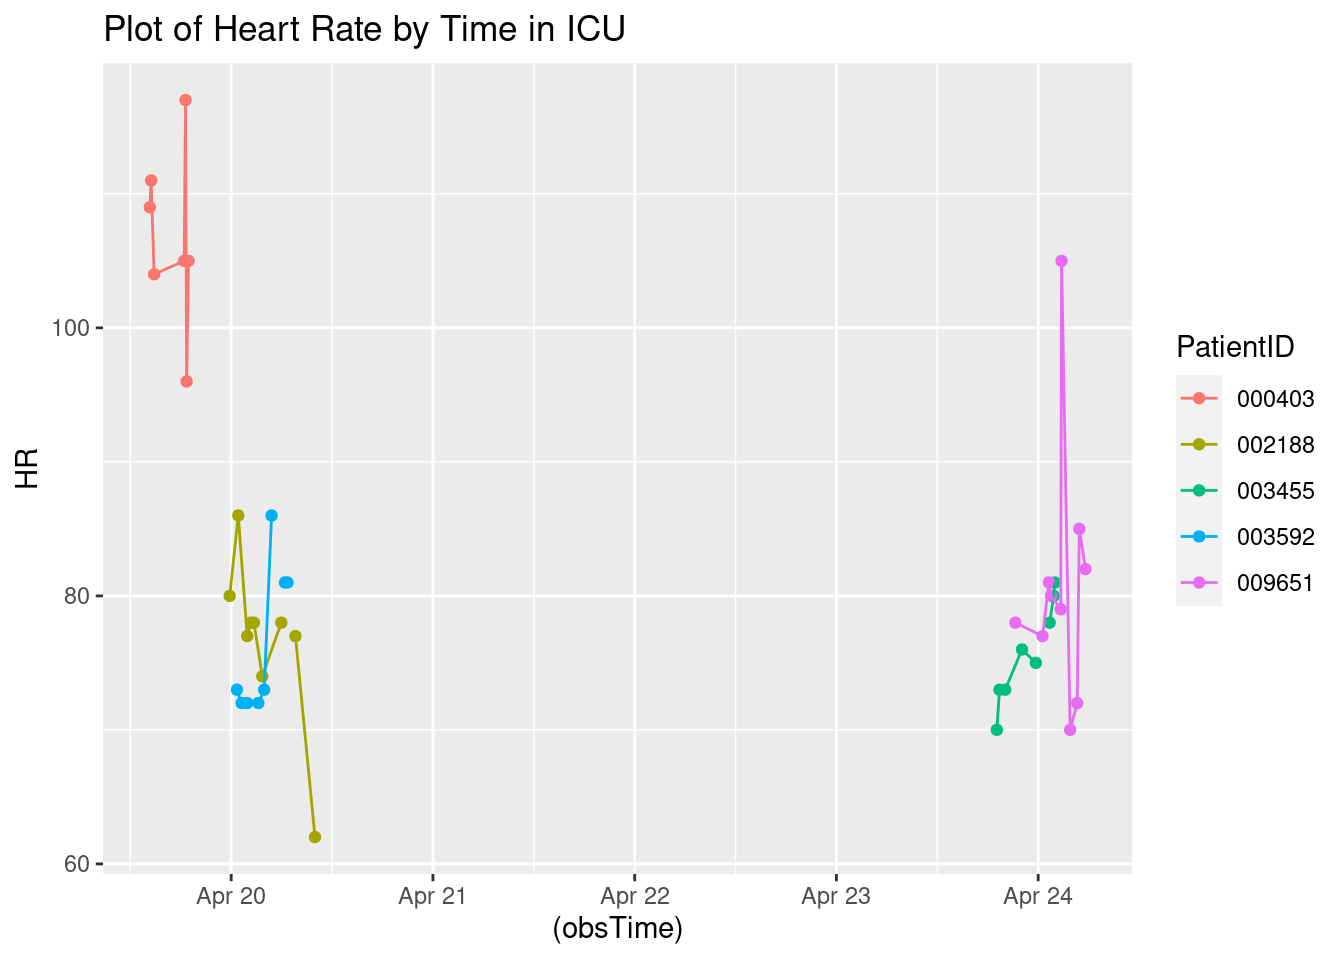 Plot of Heart Rate by Time in ICU
HR
100
80
60
Apr 20
Apr 21
Apr 22
Apr 23
Apr 24
(obsTime)
PatientID
000403
002188
003455
003592
009651